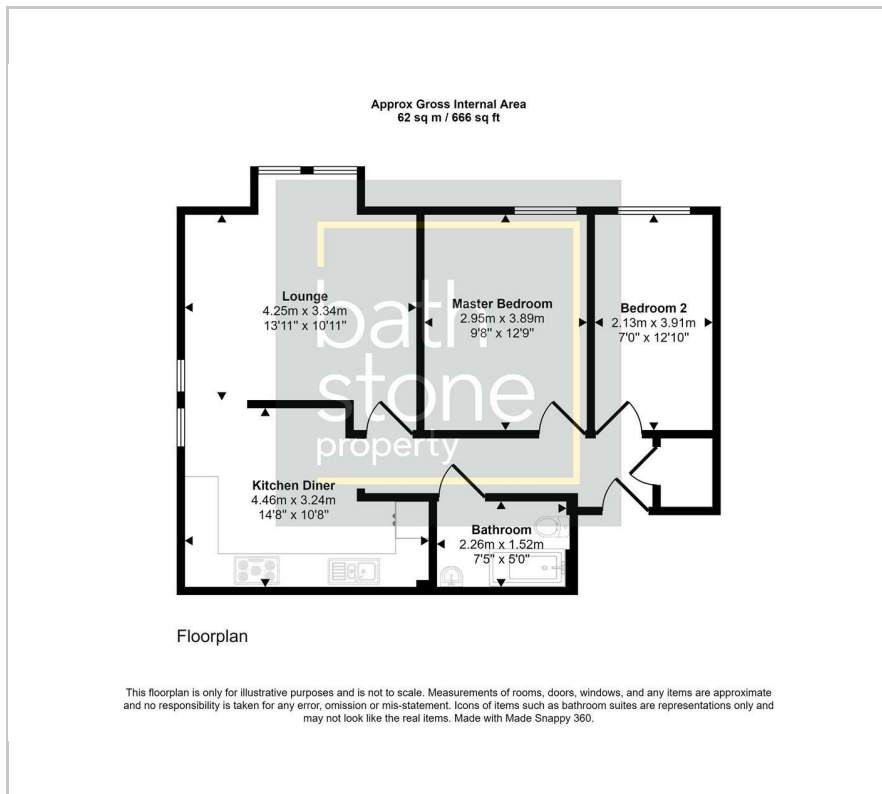 Approx Gross Internal Area
62 sq m / 666 sq ft
Lounge
4.25m x 3.34m
13'11" x 10'11"
Master Bedroom
2.95m x 3.89m
9'8" x 12'9"
Bedroom 2
2.13m x 3.91m
7'0" x 12'10"
bath
stone
property
Kitchen Diner
4.46m x 3.24m
14'8" x 10'8"
Bathroom
2.26m x 1.52m
7'5" x 5'0"
Floorplan
This floorplan is only for illustrative purposes and is not to scale. Measurements of rooms, doors, windows, and any items are approximate
and no responsibility is taken for any error, omission or mis-statement. Icons of items such as bathroom suites are representations only and
may not look like the real items. Made with Made Snappy 360.